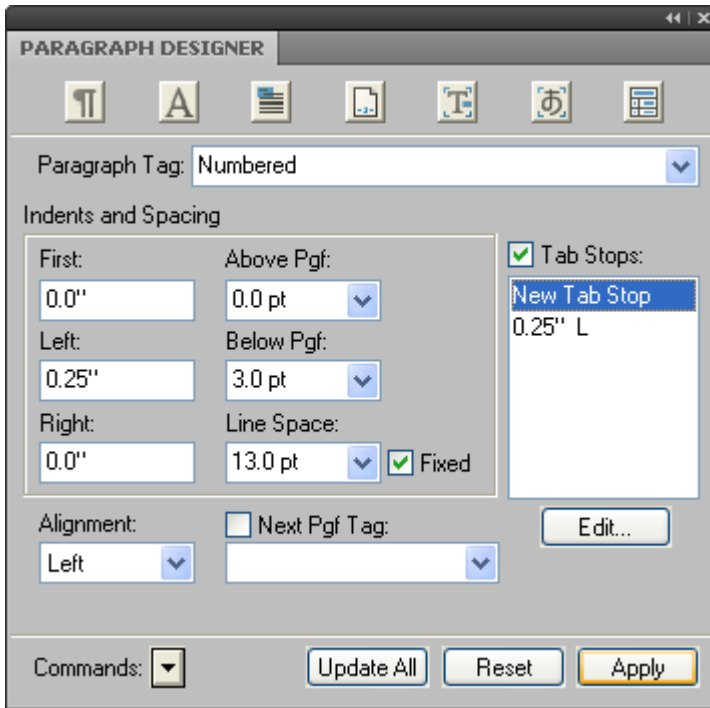 PARAGRAPH DESIGNER
¶ A -3- T あ
Paragraph Tag: Numbered
Indents and Spacing
First: Above Pgf: Tab Stops:
0.0" 0.0 pt New Tab Stop
0.25" L
Left: Below Pgf:
0.25" 3.0 pt
Right: Line Space:
0.0" 13.0 pt Fixed
Alignment: Next Pgf Tag: Edit...
Left
Commands: Update All Reset Apply